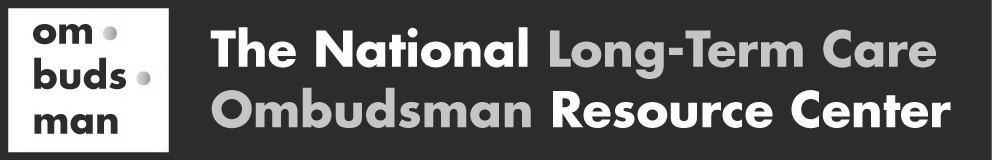 om
buds
man
The National Long-Term Care
Ombudsman Resource Center